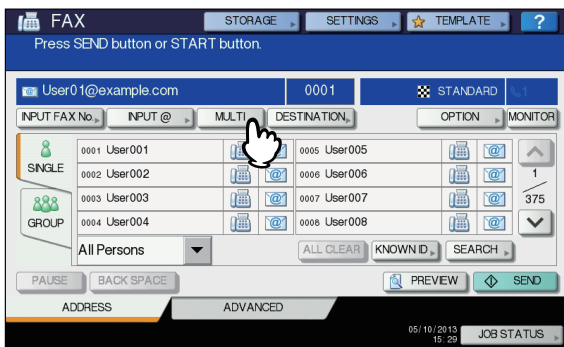 FAX STORAGE SETTINGS TEMPLATE ?
Press SEND button or START button.
User01@example.com 0001 STANDARD 1
INPUT FAX No. INPUT @ MULTI DESTINATION OPTION MONITOR
SINGLE
GROUP
0001 User001 @ 0005 User005 @
0002 User002 @ 0006 User006 @
0003 User003 @ 0007 User007 @
0004 User004 @ 0008 User008 @
1
375
All Persons ALL CLEAR KNOWN ID SEARCH
PAUSE BACK SPACE PREVIEW SEND
ADDRESS ADVANCED
05/10/2013
15:29
JOB STATUS